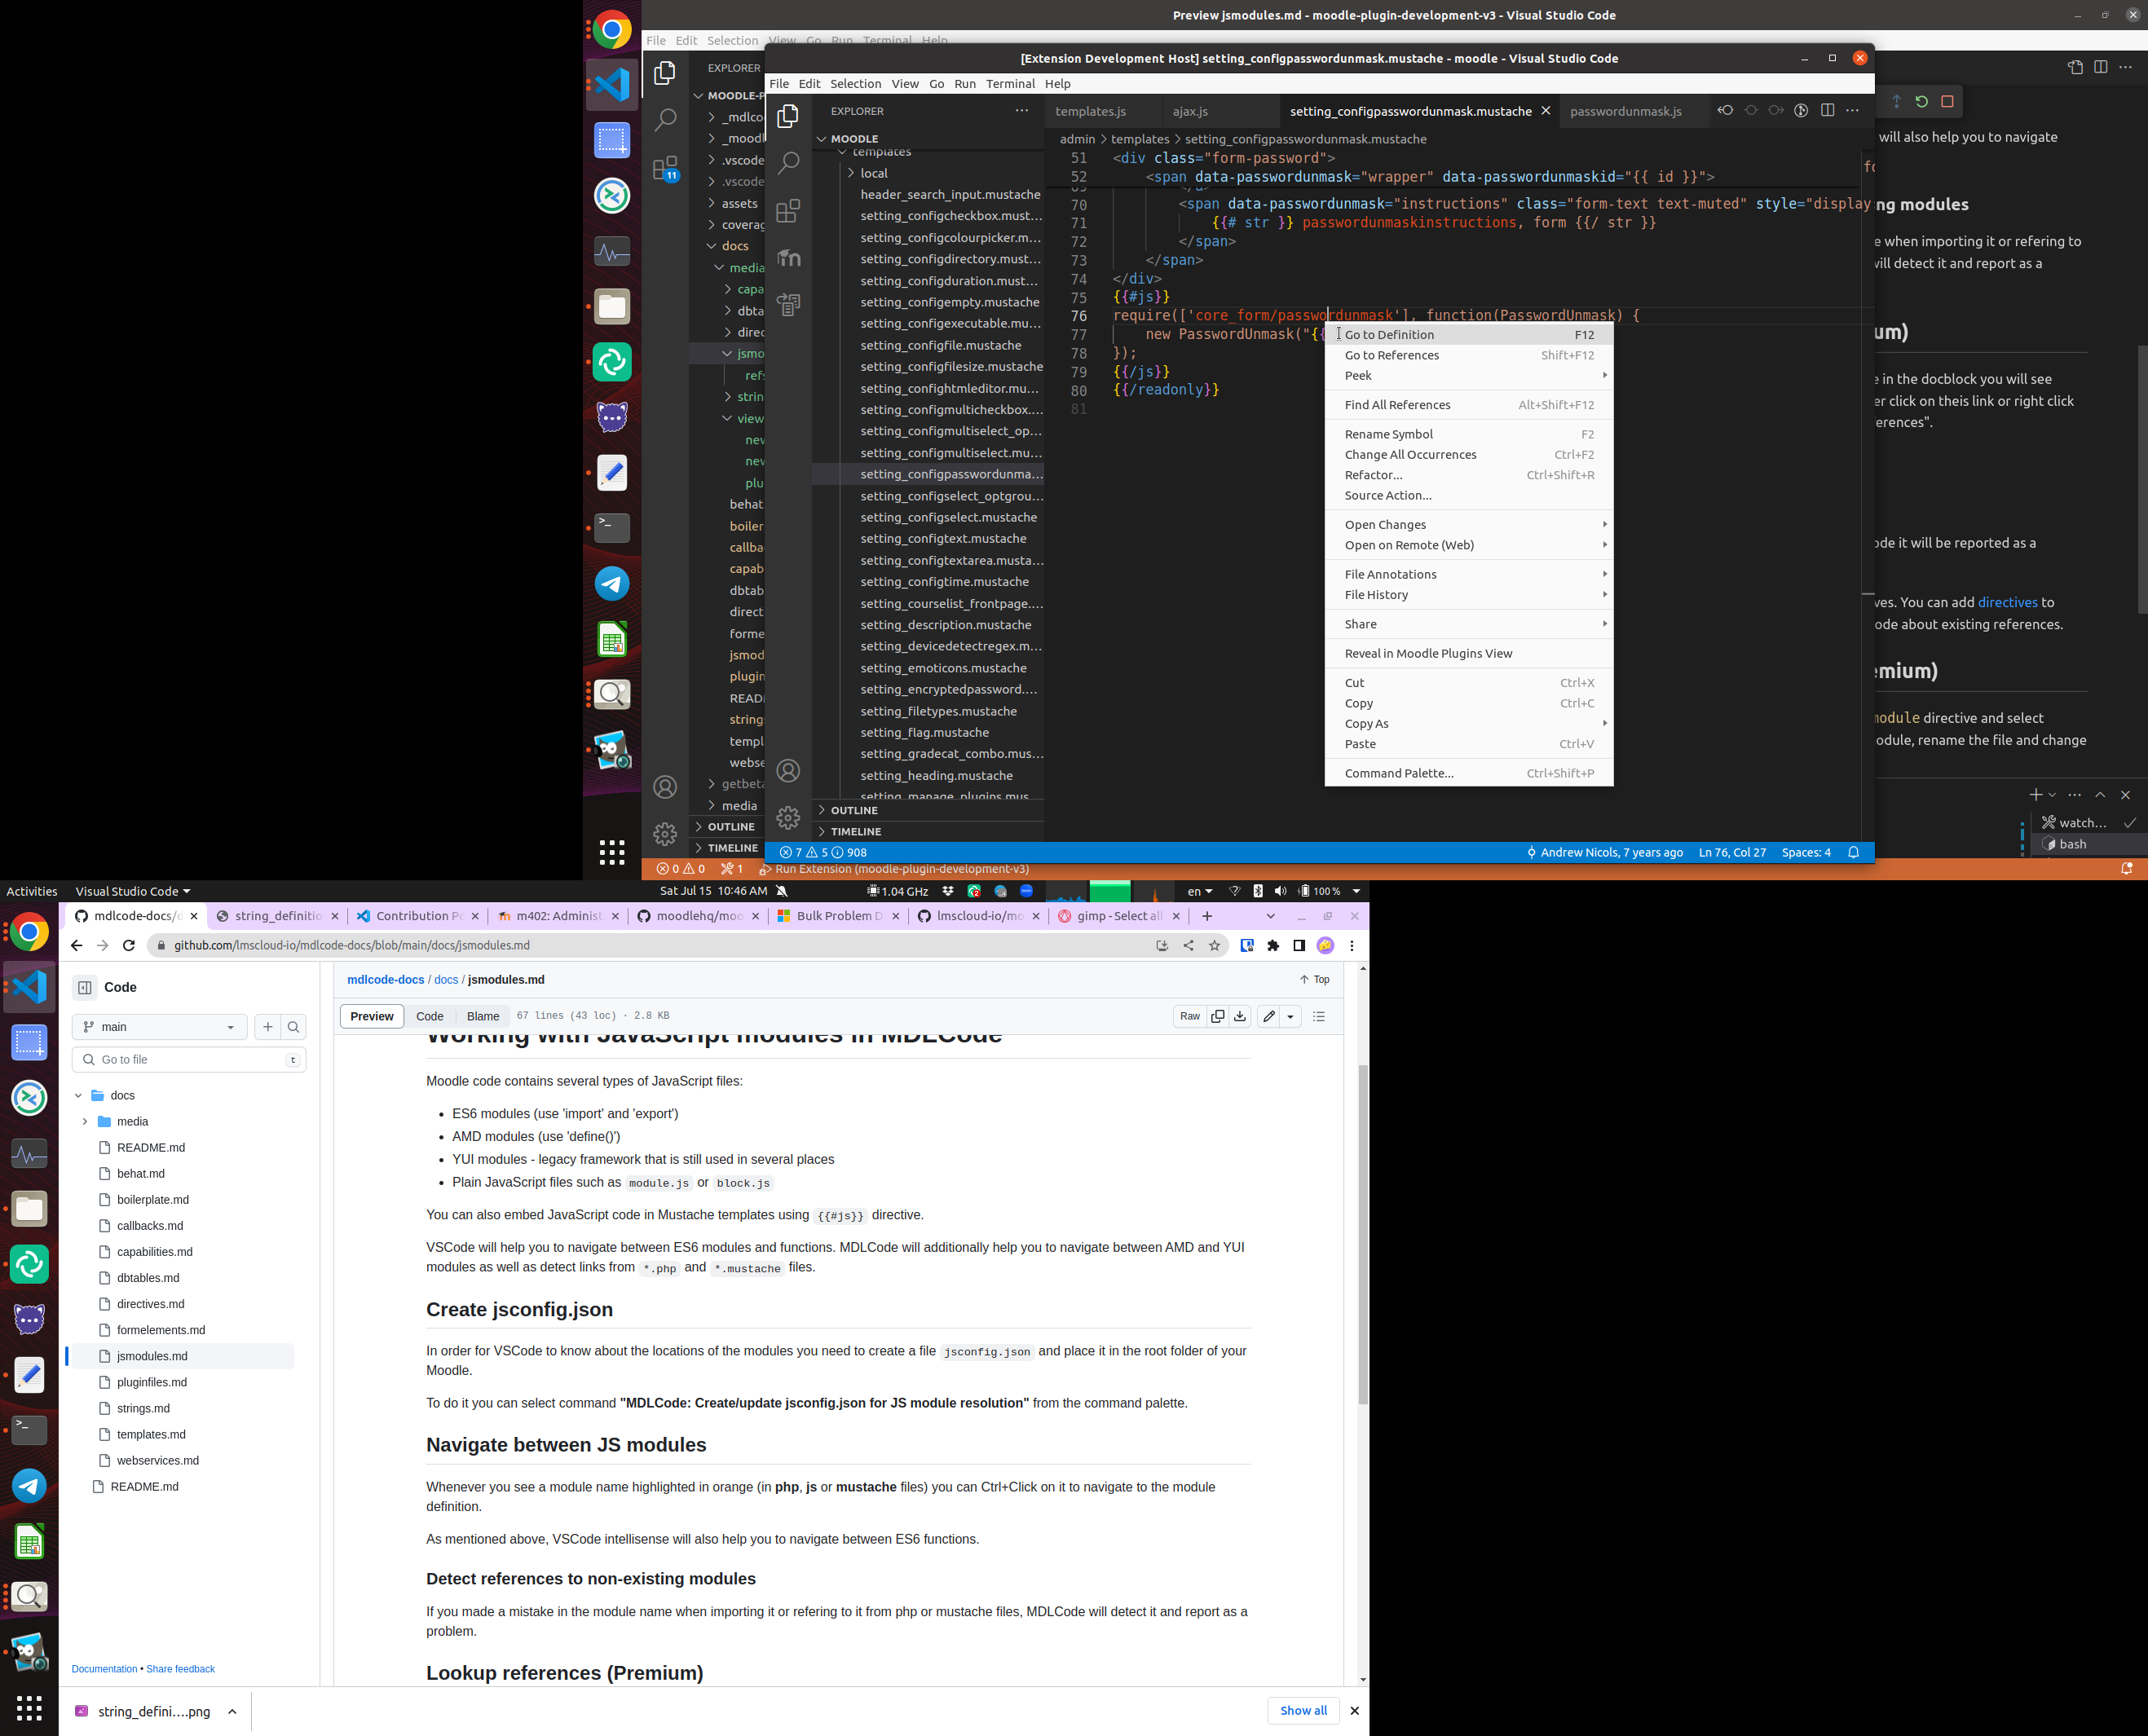 Preview jsmodules.md - moodle-plugin-development-v3 - Visual Studio Code
File Edit Selection View Go Run Terminal Help
EXPLORER
MOODLE-P
_mdlco
_moodl
.vscode
.vscode
assets
coverag
docs
media
capa
dbta
direc
jsmo
refs
strin
view
new
new
plu
behat
boiler
callba
capab
dbtab
direct
forme
jsmod
plugin
READ
string
templ
webse
getbeta
media
OUTLINE
TIMELINE
11
0 0 1 Run Extension (moodle-plugin-development-v3)
[Extension Development Host] setting_configpasswordunmask.mustache - moodle - Visual Studio Code
File Edit Selection View Go Run Terminal Help
EXPLORER
MOODLE
templates
local
header_search_input.mustache
setting_configcheckbox.must...
setting_configcolourpicker.m...
setting_configdirectory.must...
setting_configduration.must...
setting_configempty.mustache
setting_configexecutable.mu...
setting_configfile.mustache
setting_configfilesize.mustache
setting_confightmleditor.mu...
setting_configmulticheckbox....
setting_configmultiselect_op...
setting_configmultiselect.mu...
setting_configpasswordunma...
setting_configselect_optgrou...
setting_configselect.mustache
setting_configtext.mustache
setting_configtextarea.musta...
setting_configtime.mustache
setting_courselist_frontpage....
setting_description.mustache
setting_devicedetectregex.m...
setting_emoticons.mustache
setting_encryptedpassword....
setting_filetypes.mustache
setting_flag.mustache
setting_gradecat_combo.mus...
setting_heading.mustache
setting_manage_plugins.mus
OUTLINE
TIMELINE
templates.js ajax.js setting_configpasswordunmask.mustache passwordunmask.js
admin > templates > setting_configpasswordunmask.mustache
51 <div class="form-password">
52 <span data-passwordunmask="wrapper" data-passwordunmaskid="{{ id }}">
69 </a>
70 <span data-passwordunmask="instructions" class="form-text text-muted" style="display
71 {{# str }} passwordunmaskinstructions, form {{/ str }}
72 </span>
73 </span>
74 </div>
75 {{#js}}
76 require(['core_form/passwordunmask'], function(PasswordUnmask) {
77 new PasswordUnmask("{{
78 });
79 {{/js}}
80 {{/readonly}}
81
Go to Definition F12
Go to References Shift+F12
Peek
Find All References Alt+Shift+F12
Rename Symbol F2
Change All Occurrences Ctrl+F2
Refactor... Ctrl+Shift+R
Source Action...
Open Changes
Open on Remote (Web)
File Annotations
File History
Share
Reveal in Moodle Plugins View
Cut Ctrl+X
Copy Ctrl+C
Copy As
Paste Ctrl+V
Command Palette... Ctrl+Shift+P
7 5 908 Andrew Nicols, 7 years ago Ln 76, Col 27 Spaces: 4
will also help you to navigate
fo
ng modules
e when importing it or refering to
will detect it and report as a
um)
e in the docblock you will see
er click on theis link or right click
erences".
ode it will be reported as a
ves. You can add directives to
ode about existing references.
emium)
module directive and select
odule, rename the file and change
watch...
bash
Activities Visual Studio Code Sat Jul 15 10:46 AM 1.04 GHz en 100 %
mdlcode-docs/d string_definitio Contribution Po m402: Administ moodlehq/moo Bulk Problem D lmscloud-io/mo gimp - Select all
github.com/lmscloud-io/mdlcode-docs/blob/main/docs/jsmodules.md
Code
main
Go to file t
docs
media
README.md
behat.md
boilerplate.md
callbacks.md
capabilities.md
dbtables.md
directives.md
formelements.md
jsmodules.md
pluginfiles.md
strings.md
templates.md
webservices.md
README.md
Documentation • Share feedback
mdlcode-docs / docs / jsmodules.md Top
Preview Code Blame 67 lines (43 loc) · 2.8 KB Raw
Working with JavaScript modules in MDLCode
Moodle code contains several types of JavaScript files:
• ES6 modules (use 'import' and 'export')
• AMD modules (use 'define()')
• YUI modules - legacy framework that is still used in several places
• Plain JavaScript files such as module.js or block.js
You can also embed JavaScript code in Mustache templates using {{#js}} directive.
VSCode will help you to navigate between ES6 modules and functions. MDLCode will additionally help you to navigate between AMD and YUI
modules as well as detect links from *.php and *.mustache files.
Create jsconfig.json
In order for VSCode to know about the locations of the modules you need to create a file jsconfig.json and place it in the root folder of your
Moodle.
To do it you can select command "MDLCode: Create/update jsconfig.json for JS module resolution" from the command palette.
Navigate between JS modules
Whenever you see a module name highlighted in orange (in php, js or mustache files) you can Ctrl+Click on it to navigate to the module
definition.
As mentioned above, VSCode intellisense will also help you to navigate between ES6 functions.
Detect references to non-existing modules
If you made a mistake in the module name when importing it or refering to it from php or mustache files, MDLCode will detect it and report as a
problem.
Lookup references (Premium)
string_defini....png Show all